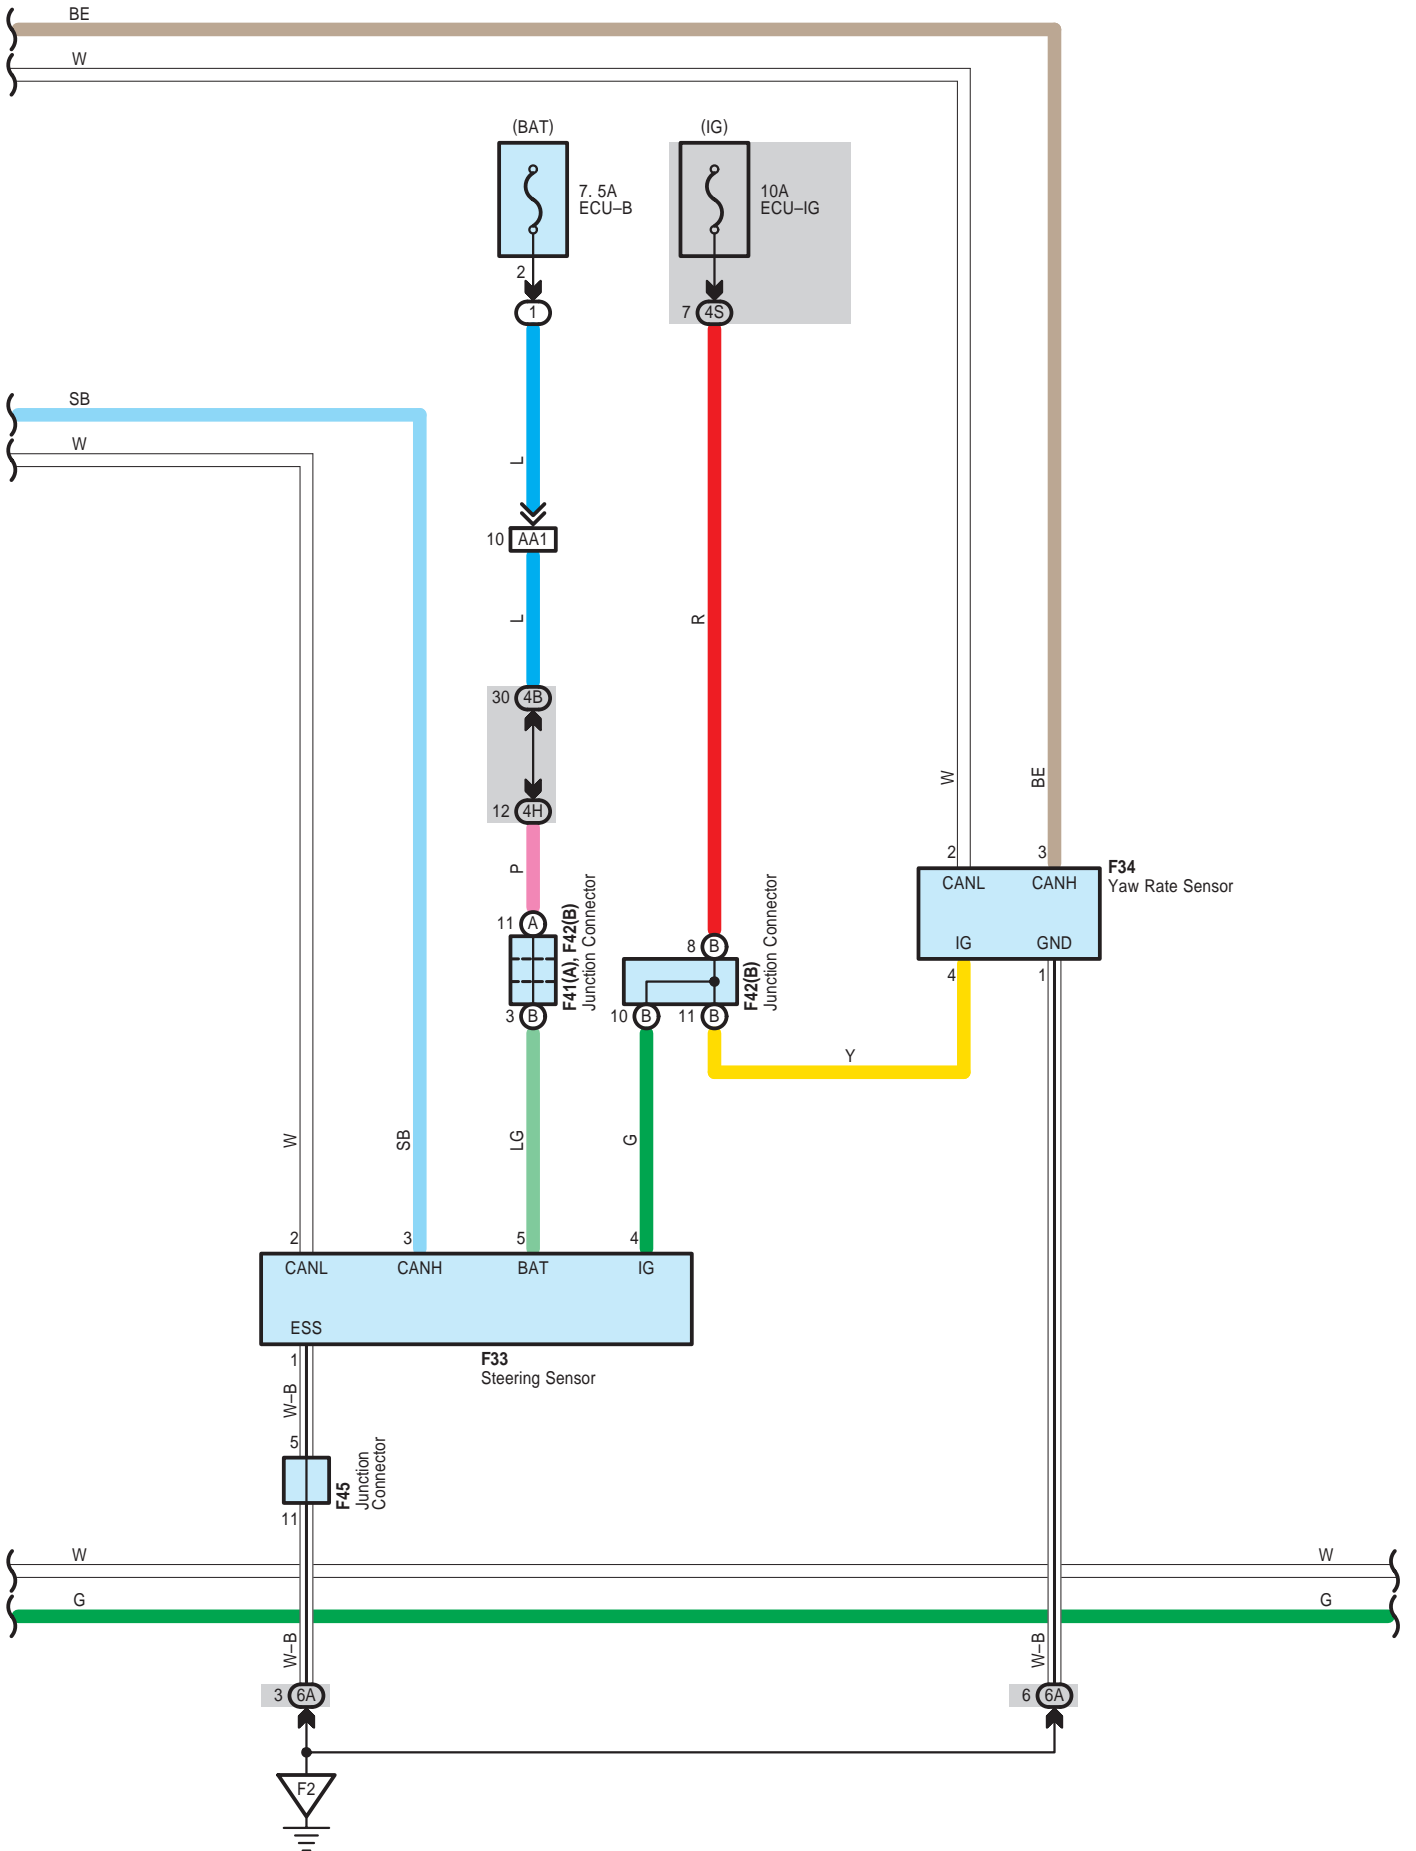 BE
W
(BAT)
(IG)
7. 5A
ECU–B
10A
ECU–IG
2
1
7
4S
SB
W
L
10
AA1
L
R
30
4B
12
4H
W
BE
P
2
3
F34
Yaw Rate Sensor
CANL
CANH
IG
GND
4
1
11
A
F41(A), F42(B)
Junction Connector
3
B
8
B
F42(B)
Junction Connector
10
B
11
B
Y
W
SB
LG
G
2
3
5
4
CANL
CANH
BAT
IG
ESS
1
F33
Steering Sensor
W–B
5
F45
Junction
Connector
11
W
W
G
G
W–B
W–B
3
6A
6
6A
F2